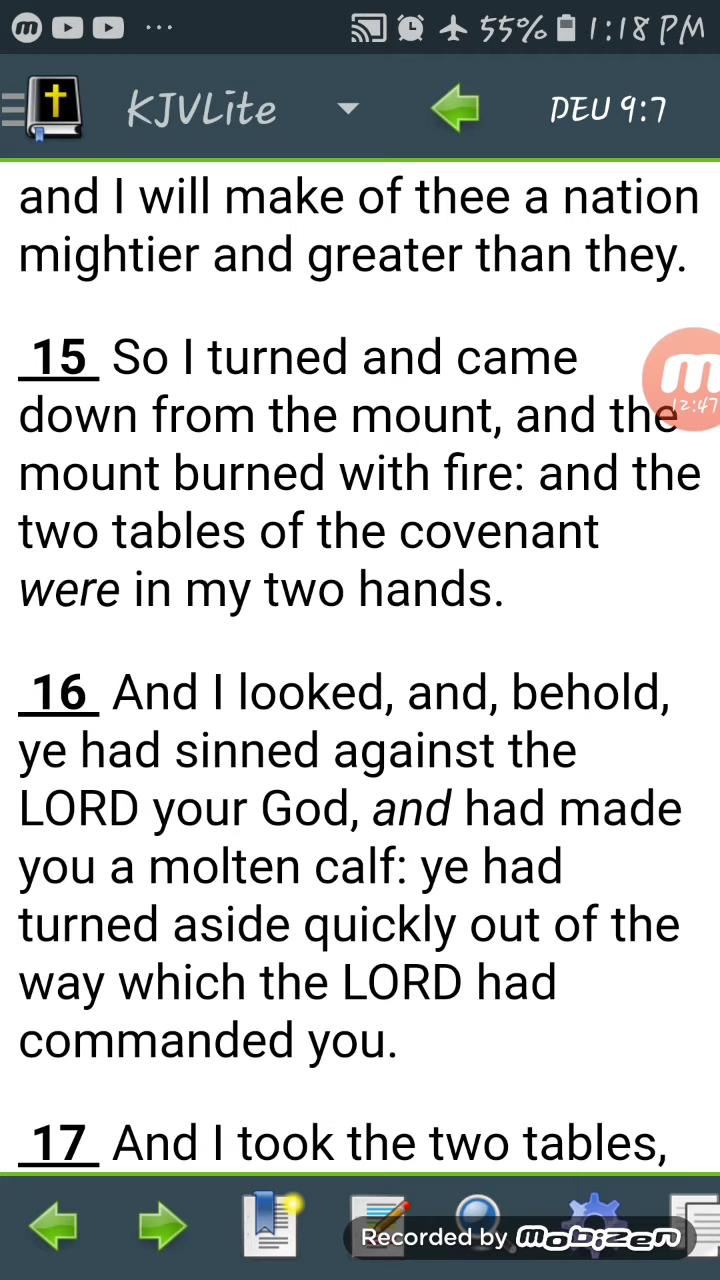 m ... 55% 1:18 PM
KJVLite DEU 9:7
and I will make of thee a nation
mightier and greater than they.
15 So I turned and came
m
12:47
down from the mount, and the
mount burned with fire: and the
two tables of the covenant
were in my two hands.
16 And I looked, and, behold,
ye had sinned against the
LORD your God, and had made
you a molten calf: ye had
turned aside quickly out of the
way which the LORD had
commanded you.
17 And I took the two tables,
Recorded by mobizen